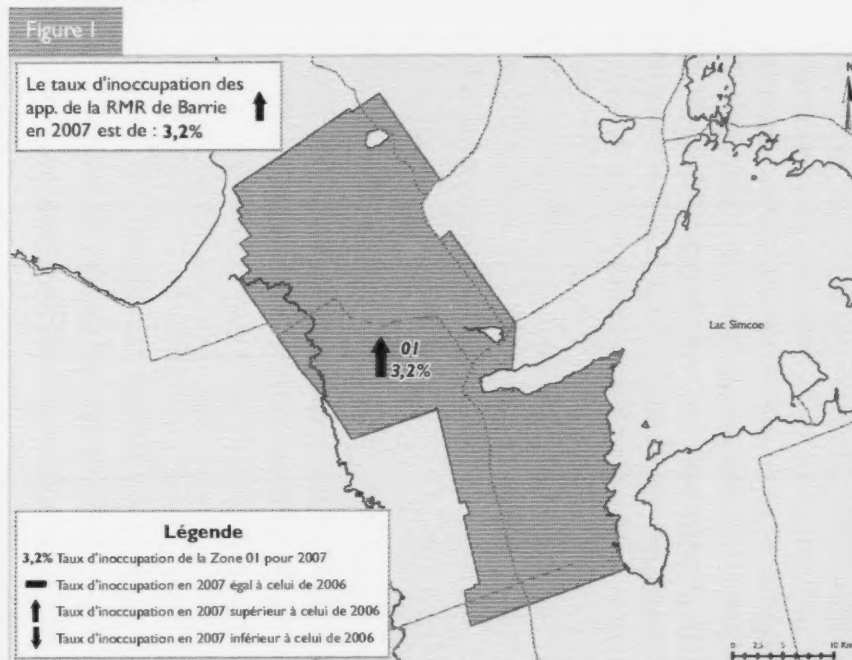 Figure 1
Le taux d'inoccupation des
app. de la RMR de Barrie
en 2007 est de : 3,2%
N
01
3,2%
Lac Simcoe
Légende
3,2% Taux d'inoccupation de la Zone 01 pour 2007
Taux d'inoccupation en 2007 égal à celui de 2006
Taux d'inoccupation en 2007 supérieur à celui de 2006
Taux d'inoccupation en 2007 inférieur à celui de 2006
0 2,5 5 10 Km